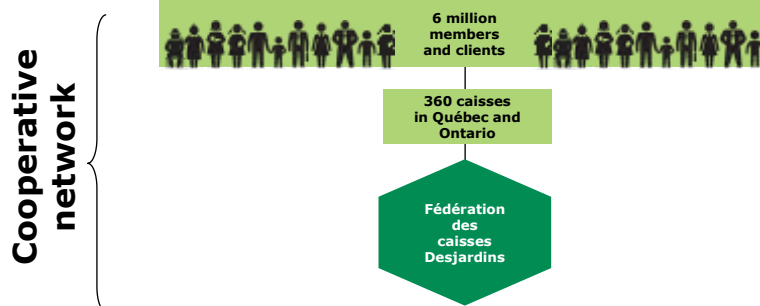 Cooperative
network
6 million
members
and clients
360 caisses
in Québec and
Ontario
Fédération
des
caisses
Desjardins